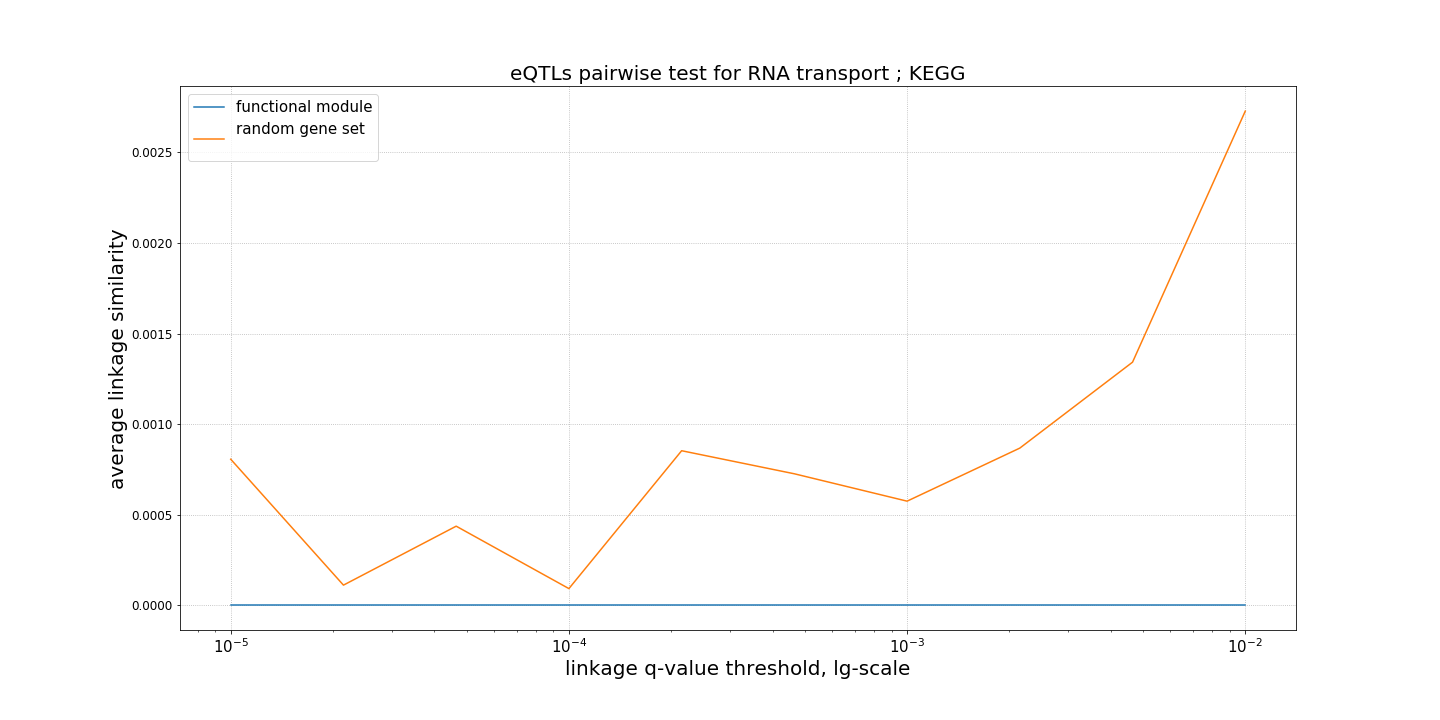 eQTLs pairwise test for RNA transport ; KEGG
functional module
random gene set
0.0025
0.0020
0.0015
0.0010
0.0005
0.0000
average linkage similarity
10⁻⁵ 10⁻⁴ 10⁻³ 10⁻²
linkage q-value threshold, lg-scale